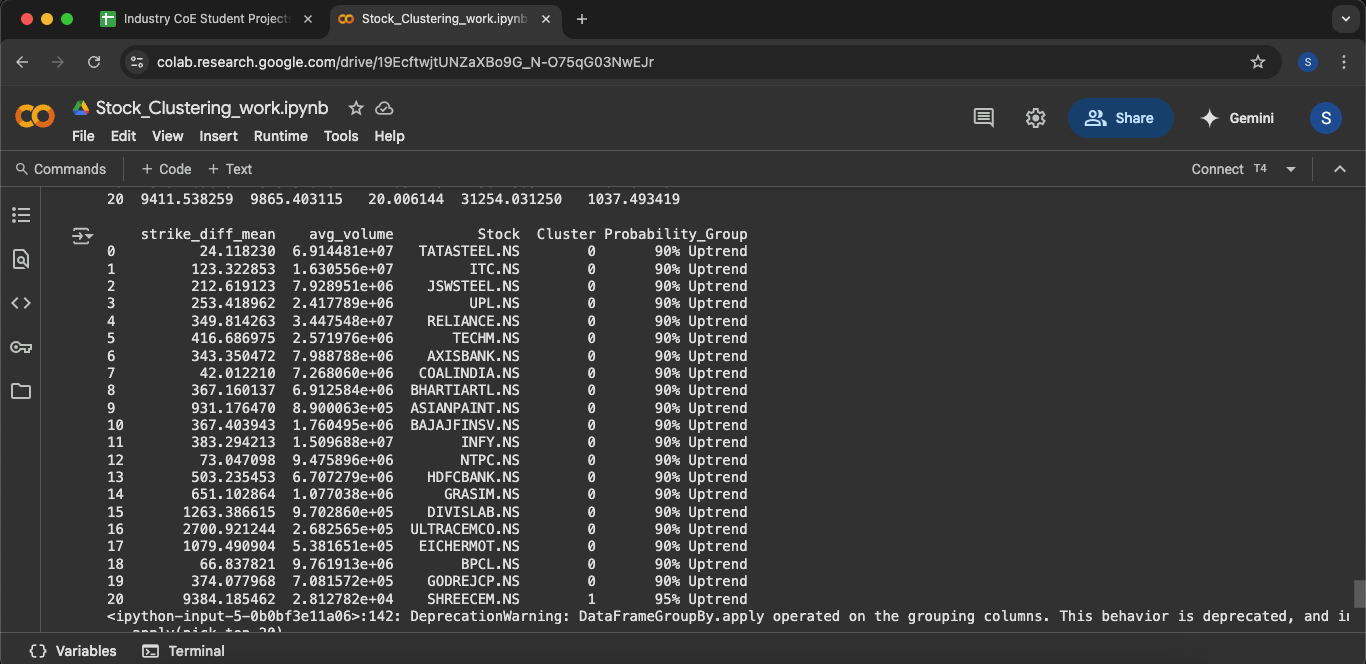 Industry CoE Student Project
Stock_Clustering_work.ipynb
colab.research.google.com/drive/19EcftwjtUNZaXBo9G_N-O75qG03NwEJr
S
Stock_Clustering_work.ipynb
File Edit View Insert Runtime Tools Help
Share
Gemini
S
Commands + Code + Text
Connect T4
20 9411.538259 9865.403115 20.006144 31254.031250 1037.493419
strike_diff_mean avg_volume Stock Cluster Probability_Group
0 24.118230 6.914481e+07 TATASTEEL.NS 0 90% Uptrend
1 123.322853 1.630556e+07 ITC.NS 0 90% Uptrend
2 212.619123 7.928951e+06 JSWSTEEL.NS 0 90% Uptrend
3 253.418962 2.417789e+06 UPL.NS 0 90% Uptrend
4 349.814263 3.447548e+07 RELIANCE.NS 0 90% Uptrend
5 416.686975 2.571976e+06 TECHM.NS 0 90% Uptrend
6 343.350472 7.988788e+06 AXISBANK.NS 0 90% Uptrend
7 42.012210 7.268060e+06 COALINDIA.NS 0 90% Uptrend
8 367.160137 6.912584e+06 BHARTIARTL.NS 0 90% Uptrend
9 931.176470 8.900063e+05 ASIANPAINT.NS 0 90% Uptrend
10 367.403943 1.760495e+06 BAJAJFINSV.NS 0 90% Uptrend
11 383.294213 1.509688e+07 INFY.NS 0 90% Uptrend
12 73.047098 9.475896e+06 NTPC.NS 0 90% Uptrend
13 503.235453 6.707279e+06 HDFCBANK.NS 0 90% Uptrend
14 651.102864 1.077038e+06 GRASIM.NS 0 90% Uptrend
15 1263.386615 9.702860e+05 DIVISLAB.NS 0 90% Uptrend
16 2700.921244 2.682565e+05 ULTRACEMCO.NS 0 90% Uptrend
17 1079.490904 5.381651e+05 EICHERMOT.NS 0 90% Uptrend
18 66.837821 9.761913e+06 BPCL.NS 0 90% Uptrend
19 374.077968 7.081572e+05 GODREJCP.NS 0 90% Uptrend
20 9384.185462 2.812782e+04 SHREECEM.NS 1 95% Uptrend
<ipython-input-5-0b0bf3e11a06>:142: DeprecationWarning: DataFrameGroupBy.apply operated on the grouping columns. This behavior is deprecated, and in
.apply(pick_top_20)
Variables Terminal